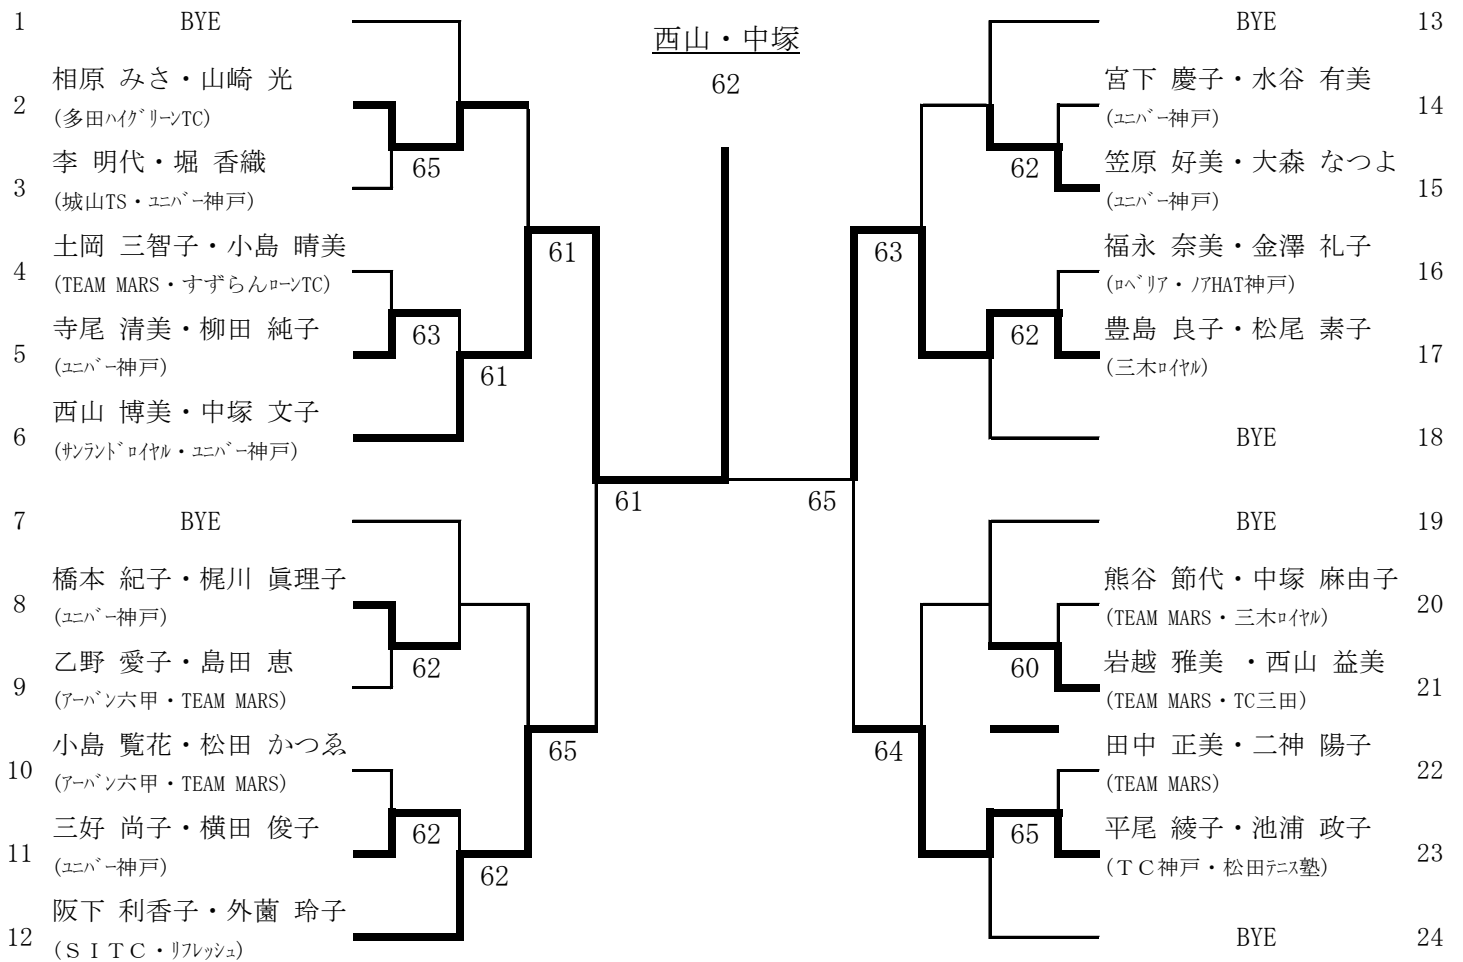 西山・中塚
62
1 BYE
相原 みさ・山崎 光
2 (多田ハイグリーンTC)
65
李 明代・堀 香織
3 (城山TS・ユニバー神戸)
61
土岡 三智子・小島 晴美
4 (TEAM MARS・すずらんローンTC)
63
寺尾 清美・柳田 純子
5 (ユニバー神戸)
61
西山 博美・中塚 文子
6 (サンランドロイヤル・ユニバー神戸)
61
7 BYE
橋本 紀子・梶川 眞理子
8 (ユニバー神戸)
62
乙野 愛子・島田 恵
9 (アーバン六甲・TEAM MARS)
65
小島 覧花・松田 かつゑ
10 (アーバン六甲・TEAM MARS)
62
三好 尚子・横田 俊子
11 (ユニバー神戸)
62
阪下 利香子・外薗 玲子
12 (ＳＩＴＣ・リフレッシュ)
BYE 13
宮下 慶子・水谷 有美
(ユニバー神戸) 14
62
笠原 好美・大森 なつよ
(ユニバー神戸) 15
63
福永 奈美・金澤 礼子
(ロベリア・ノアHAT神戸) 16
62
豊島 良子・松尾 素子
(三木ロイヤル) 17
BYE 18
65
BYE 19
熊谷 節代・中塚 麻由子
(TEAM MARS・三木ロイヤル) 20
60
岩越 雅美 ・西山 益美
(TEAM MARS・TC三田) 21
64
田中 正美・二神 陽子
(TEAM MARS) 22
65
平尾 綾子・池浦 政子
(ＴＣ神戸・松田テニス塾) 23
BYE 24